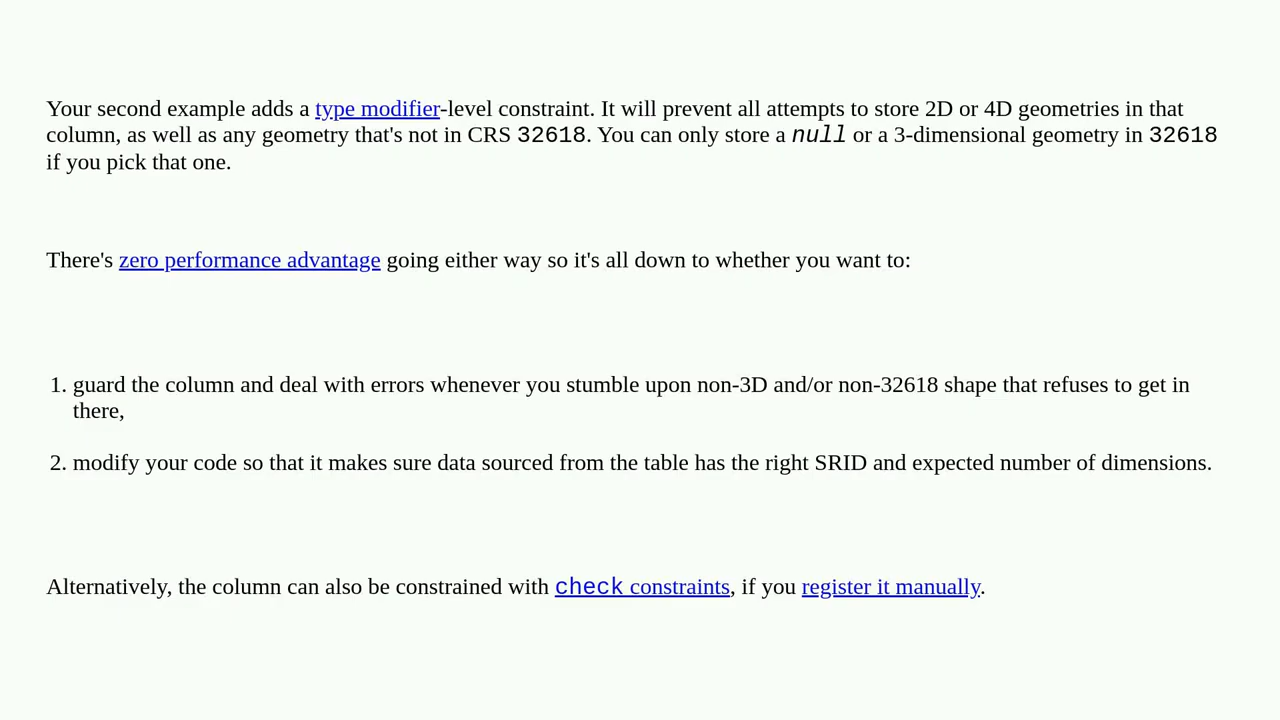 Your second example adds a type modifier-level constraint. It will prevent all attempts to store 2D or 4D geometries in that
column, as well as any geometry that's not in CRS 32618. You can only store a null or a 3-dimensional geometry in 32618
if you pick that one.
There's zero performance advantage going either way so it's all down to whether you want to:
1. guard the column and deal with errors whenever you stumble upon non-3D and/or non-32618 shape that refuses to get in
there,
2. modify your code so that it makes sure data sourced from the table has the right SRID and expected number of dimensions.
Alternatively, the column can also be constrained with check constraints, if you register it manually.